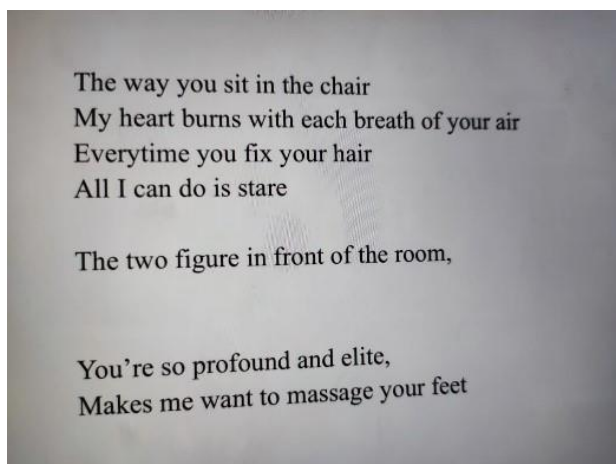 The way you sit in the chair
My heart burns with each breath of your air
Everytime you fix your hair
All I can do is stare
The two figure in front of the room,
You're so profound and elite,
Makes me want to massage your feet